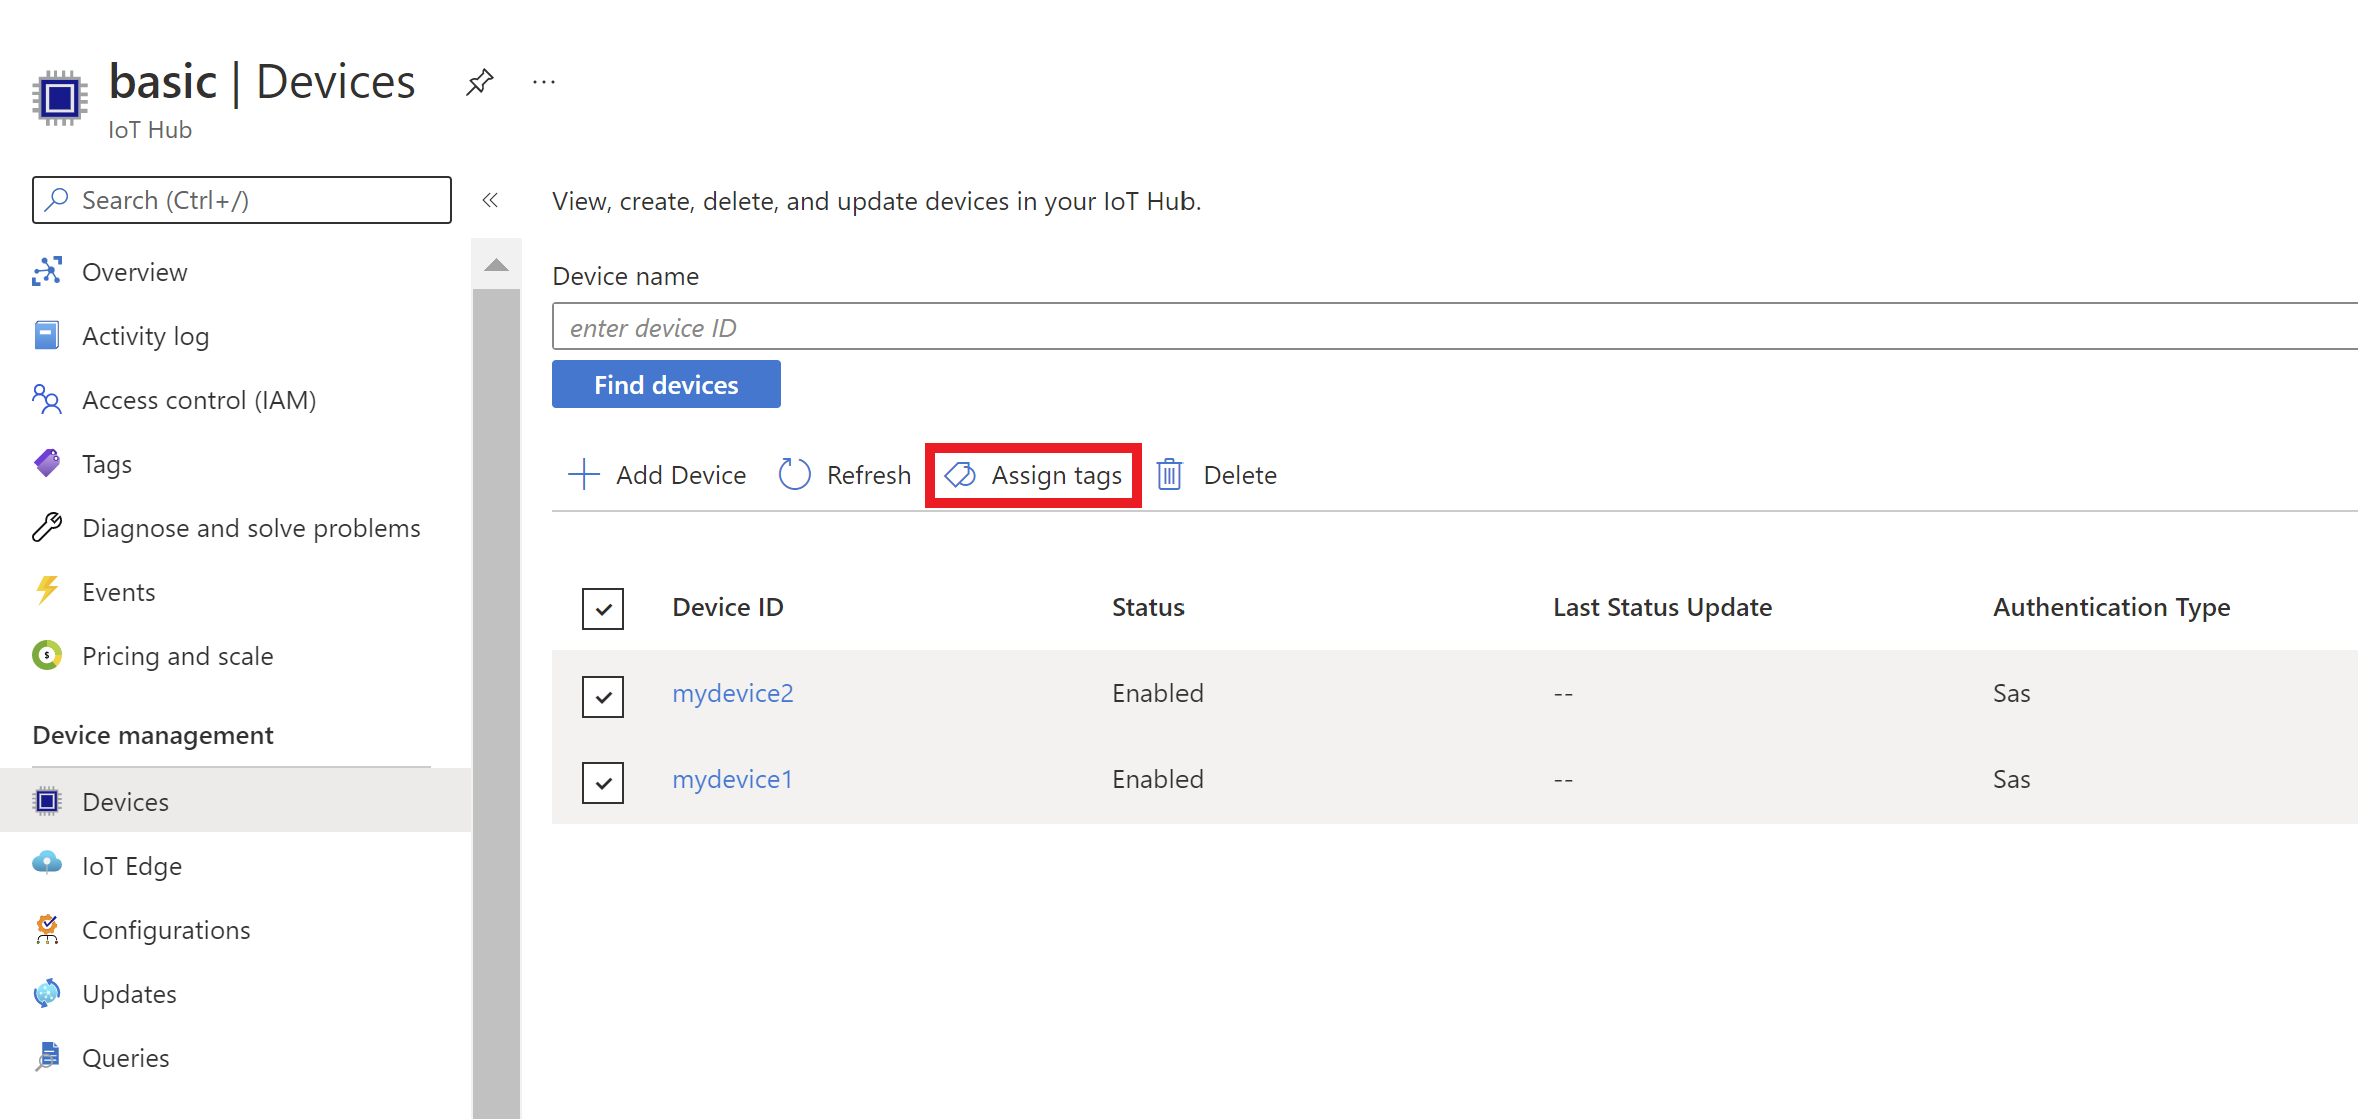 basic | Devices
...
IoT Hub
Search (Ctrl+/)
«
Overview
Activity log
Access control (IAM)
Tags
Diagnose and solve problems
Events
Pricing and scale
Device management
Devices
IoT Edge
Configurations
Updates
Queries
View, create, delete, and update devices in your IoT Hub.
Device name
enter device ID
Find devices
Add Device Refresh Assign tags Delete
Device ID Status Last Status Update Authentication Type
mydevice2 Enabled -- Sas
mydevice1 Enabled -- Sas